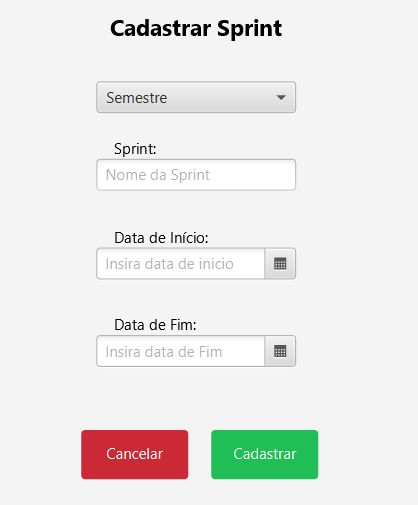 Cadastrar Sprint
Semestre
Sprint:
Nome da Sprint
Data de Início:
Insira data de inicio
Data de Fim:
Insira data de Fim
Cancelar
Cadastrar